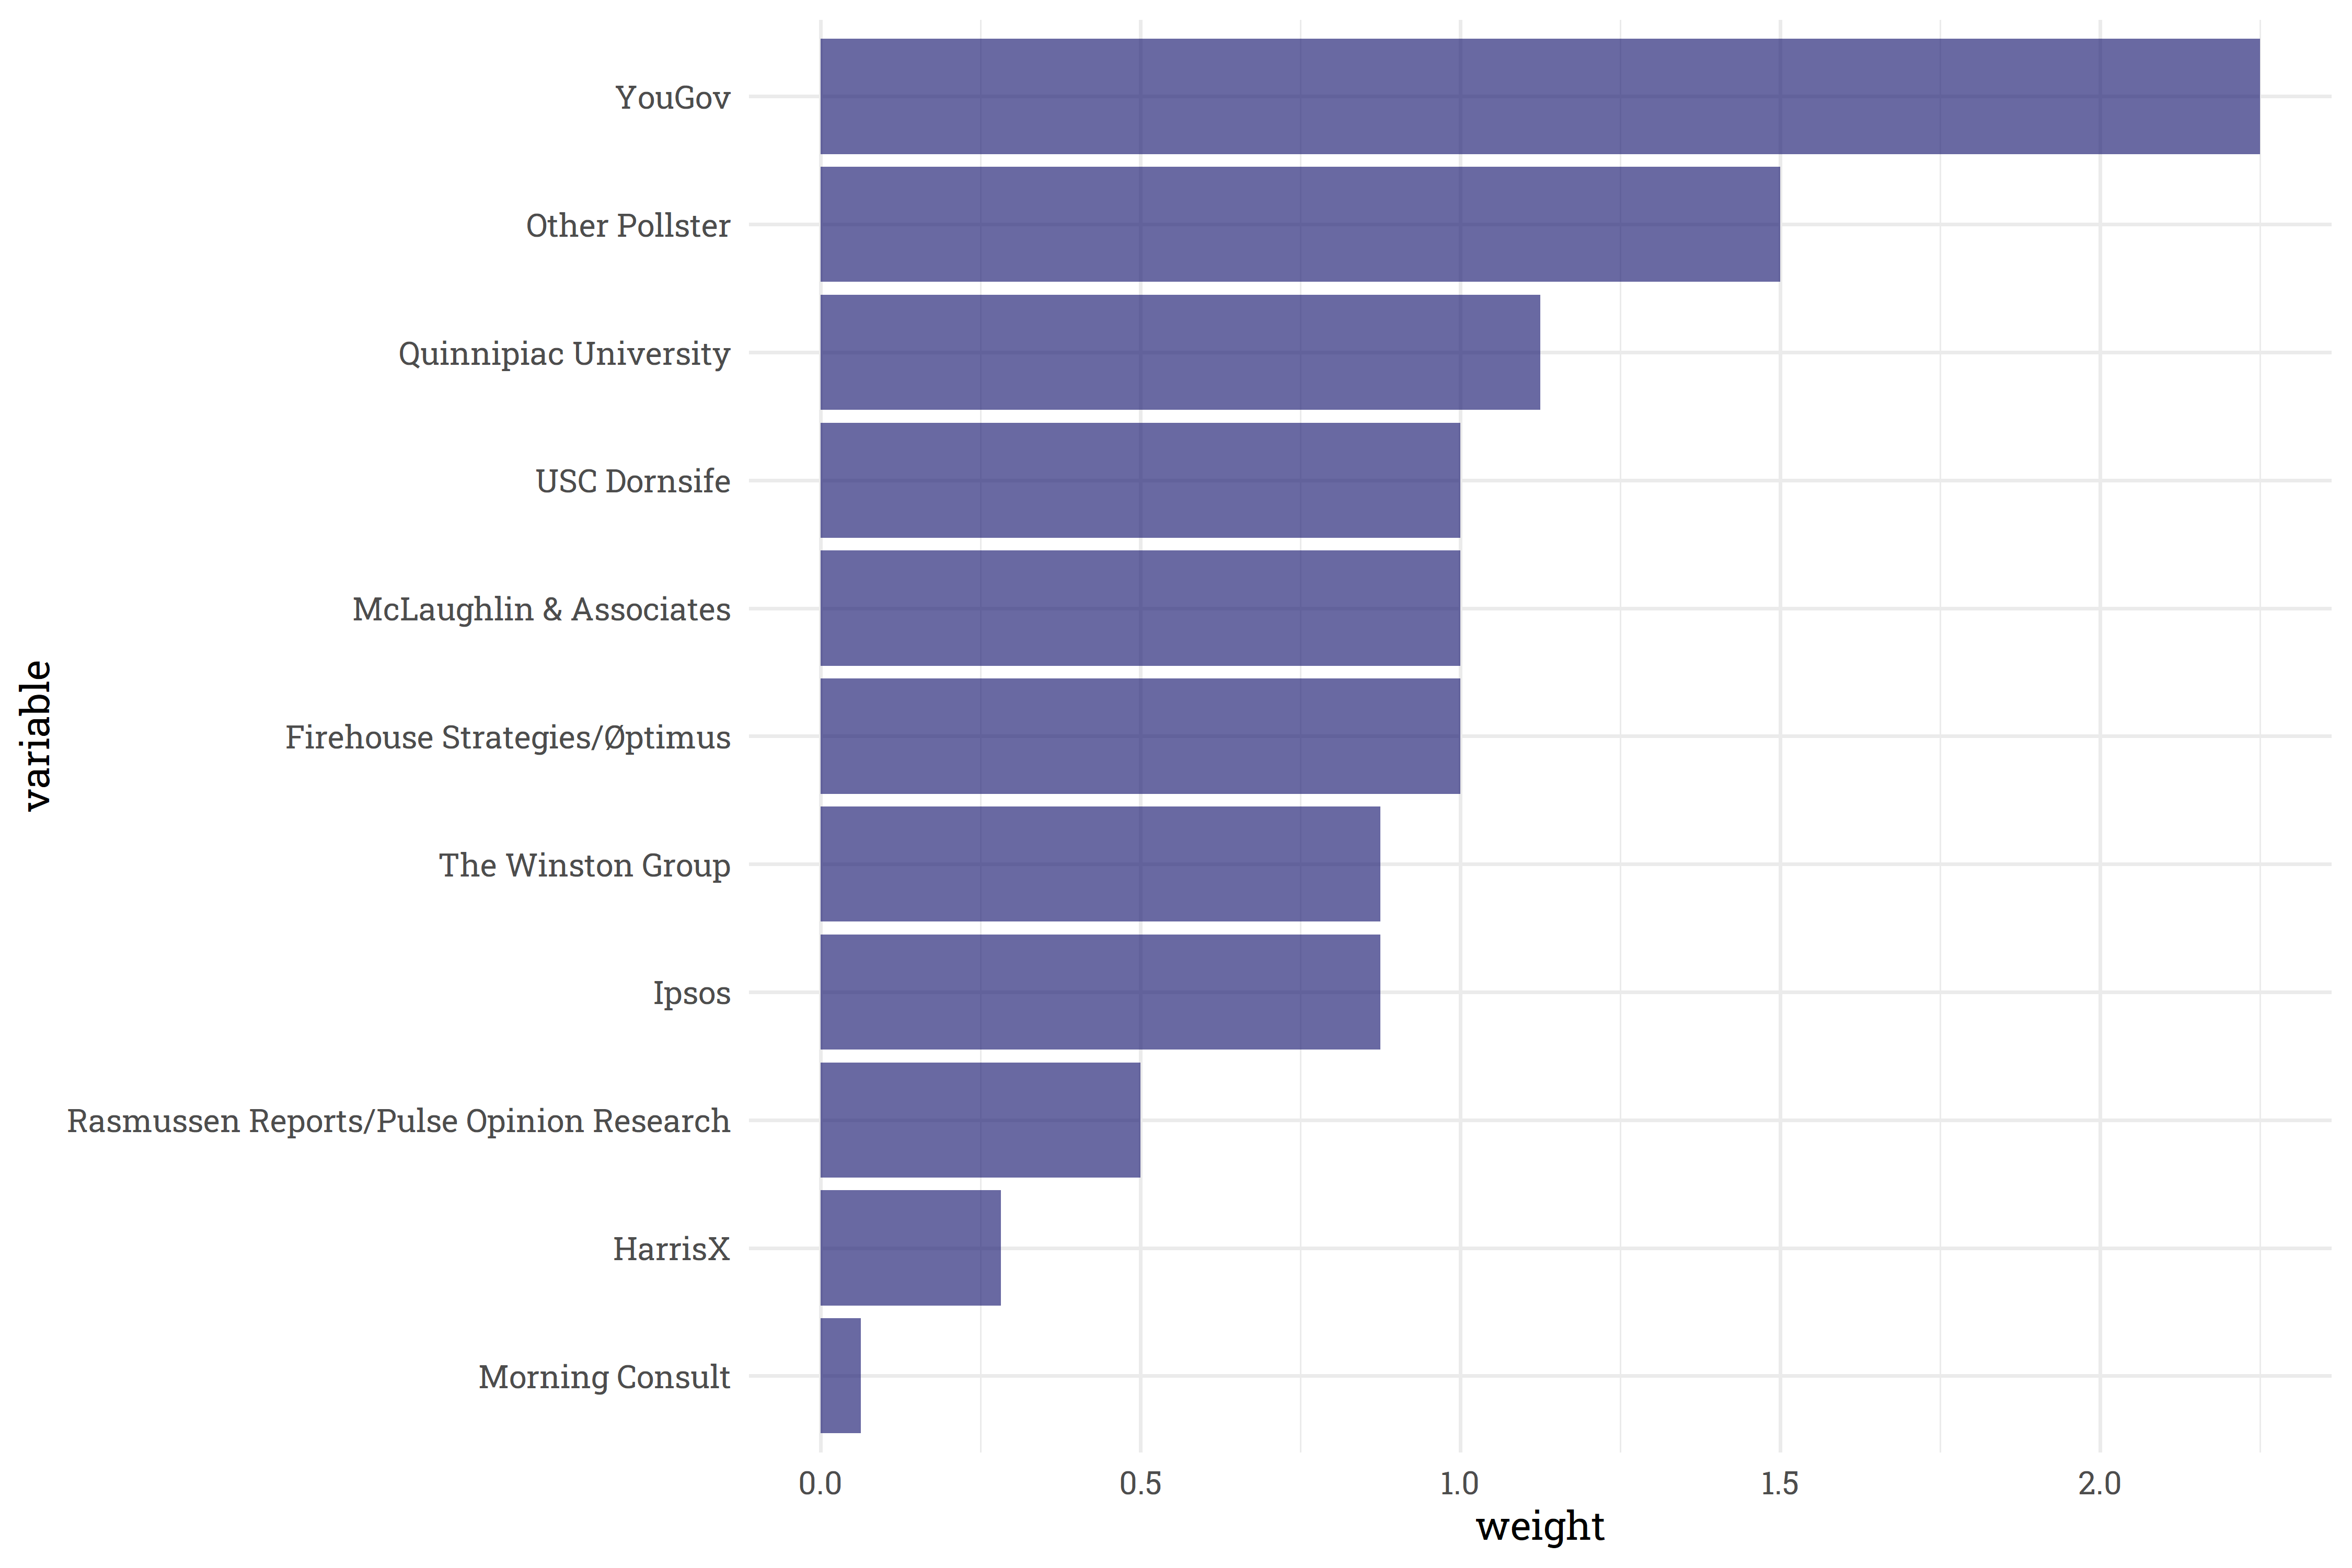 YouGov
Other Pollster
Quinnipiac University
USC Dornsife
McLaughlin & Associates
Firehouse Strategies/Øptimus
The Winston Group
Ipsos
Rasmussen Reports/Pulse Opinion Research
HarrisX
Morning Consult
variable
0.0 0.5 1.0 1.5 2.0
weight